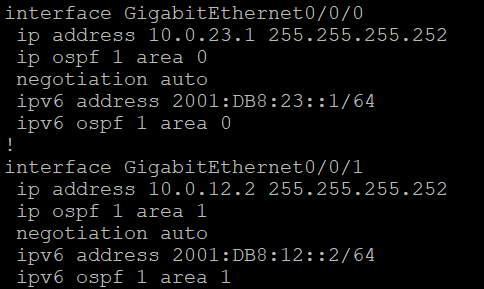 interface GigabitEthernet0/0/0
 ip address 10.0.23.1 255.255.255.252
 ip ospf 1 area 0
 negotiation auto
 ipv6 address 2001:DB8:23::1/64
 ipv6 ospf 1 area 0
!
interface GigabitEthernet0/0/1
 ip address 10.0.12.2 255.255.255.252
 ip ospf 1 area 1
 negotiation auto
 ipv6 address 2001:DB8:12::2/64
 ipv6 ospf 1 area 1